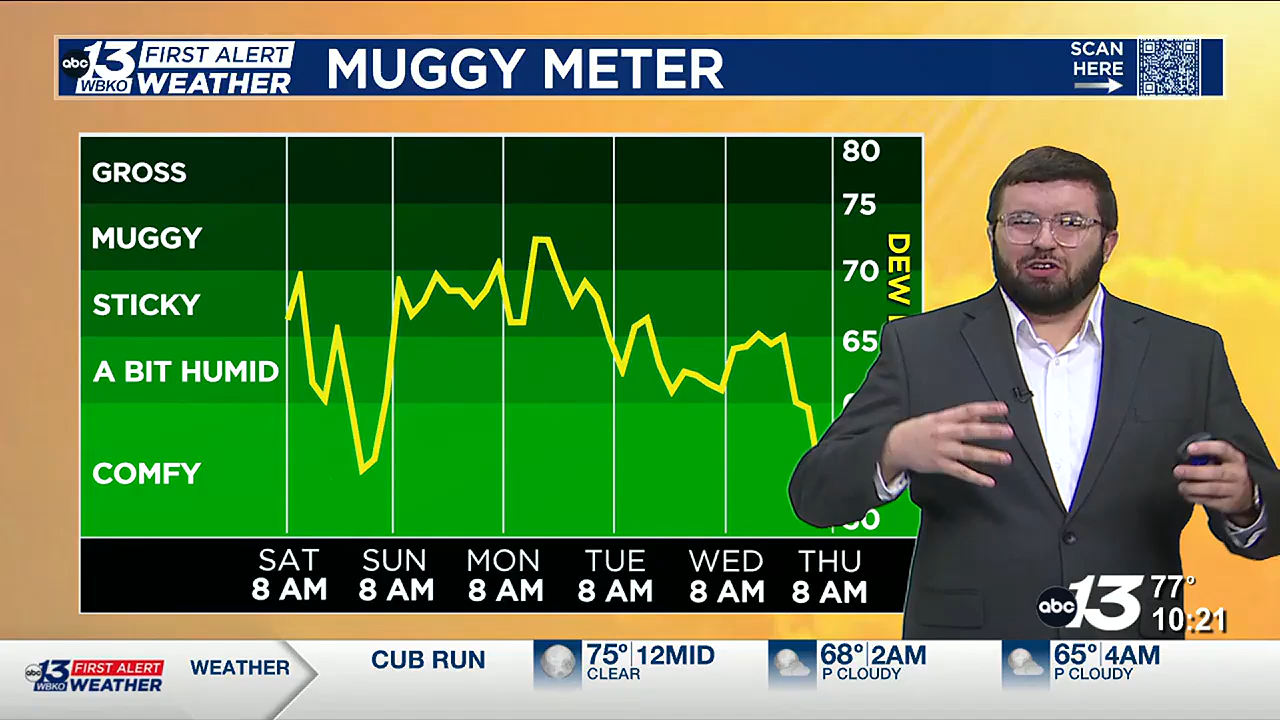 abc 13 WBKO FIRST ALERT WEATHER
MUGGY METER
SCAN HERE
GROSS
MUGGY
STICKY
A BIT HUMID
COMFY
80
75
70
65
DEW
SAT SUN MON TUE WED THU
8 AM 8 AM 8 AM 8 AM 8 AM 8 AM
abc 13 77°
10:21
abc 13 WBKO FIRST ALERT WEATHER
WEATHER
CUB RUN
75° 12MID
CLEAR
68° 2AM
P CLOUDY
65° 4AM
P CLOUDY